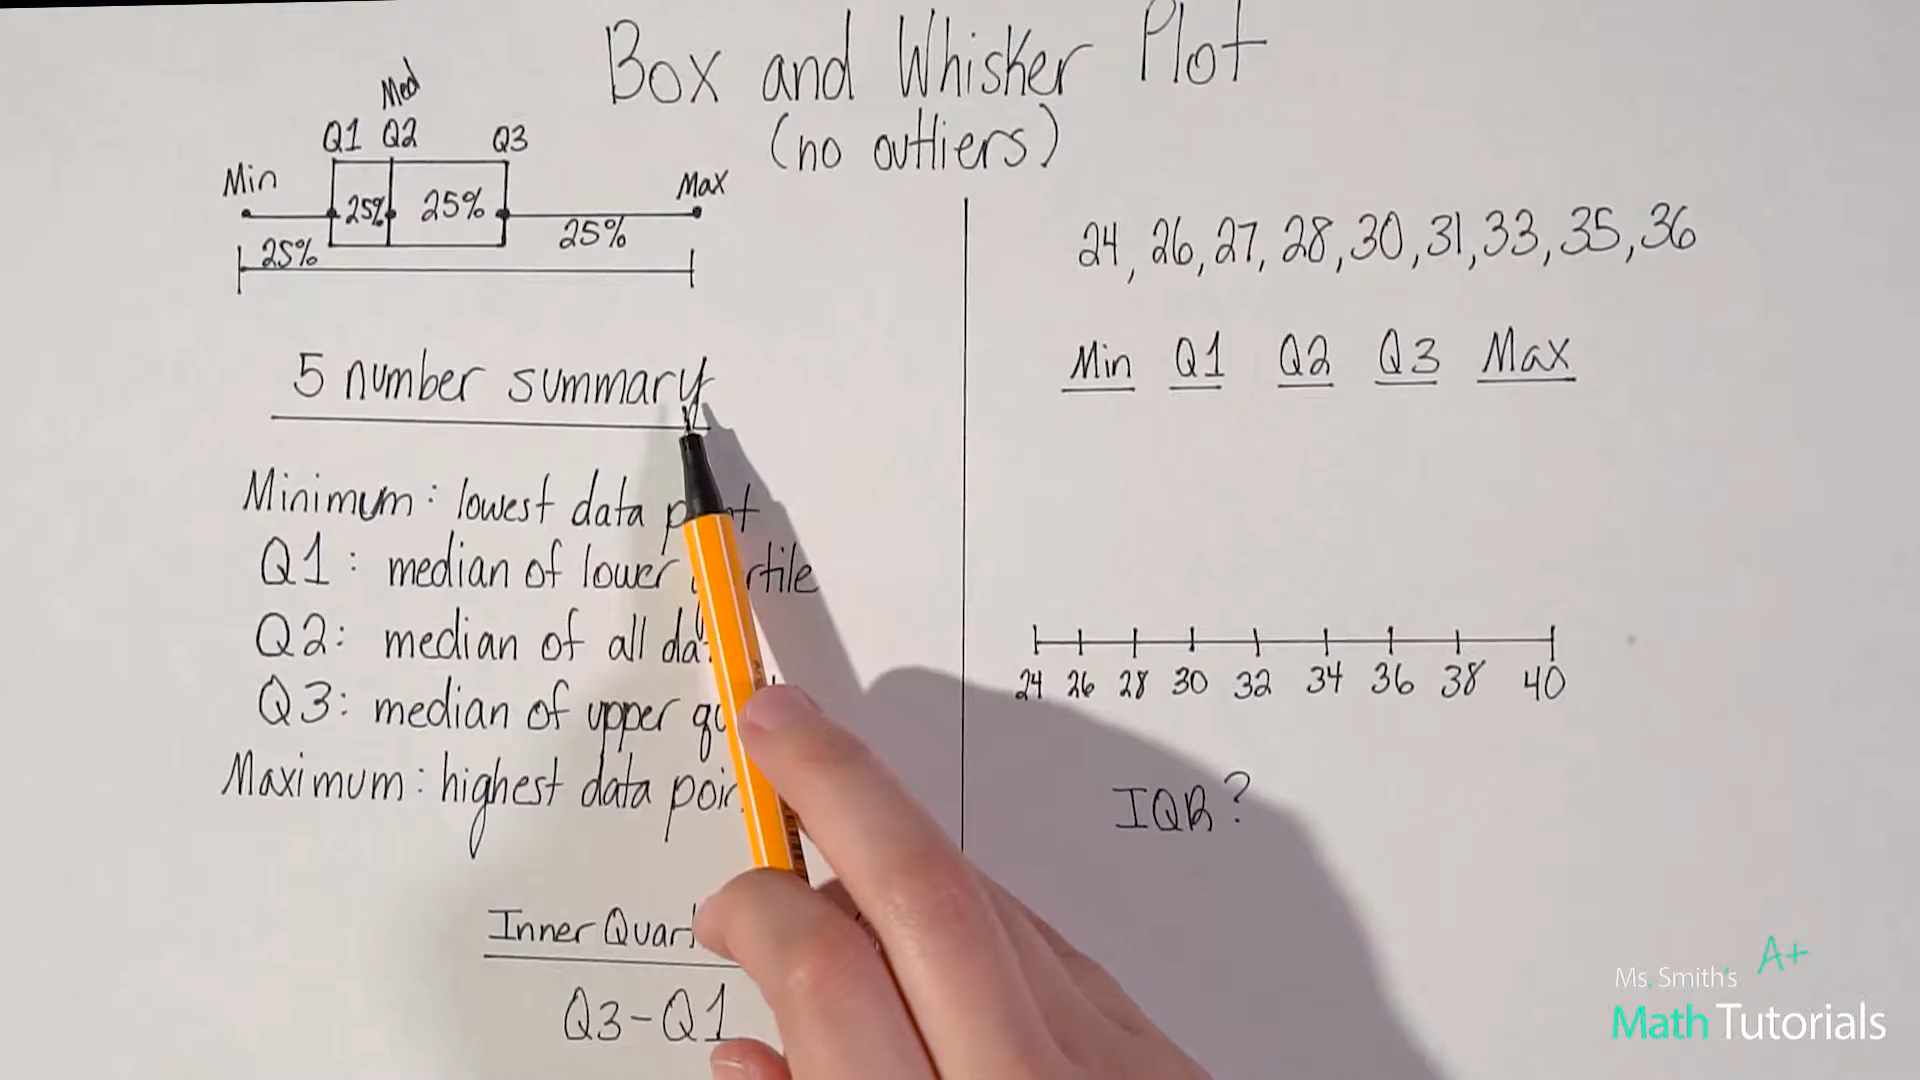 Box and Whisker Plot
(no outliers)
Med
Q1 Q2 Q3
Min
Max
25% 25%
25% 25%
5 number summary
Minimum: lowest data
Q1: median of lower
Q2: median of all
Q3: median of upper
Maximum: highest data
Inner
Q3-Q1
24, 26, 27, 28, 30, 31, 33, 35, 36
Min Q1 Q2 Q3 Max
24 26 28 30 32 34 36 38 40
IQR?
Ms. Smith's A+
Math Tutorials